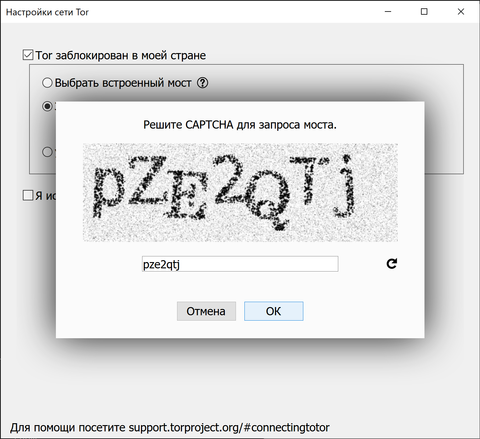 Настройки сети Tor
Tor заблокирован в моей стране
Выбрать встроенный мост
Решите CAPTCHA для запроса моста.
pZE2QTj
pze2qtj
Отмена
OK
Я ис
Для помощи посетите support.torproject.org/#connectingtotor